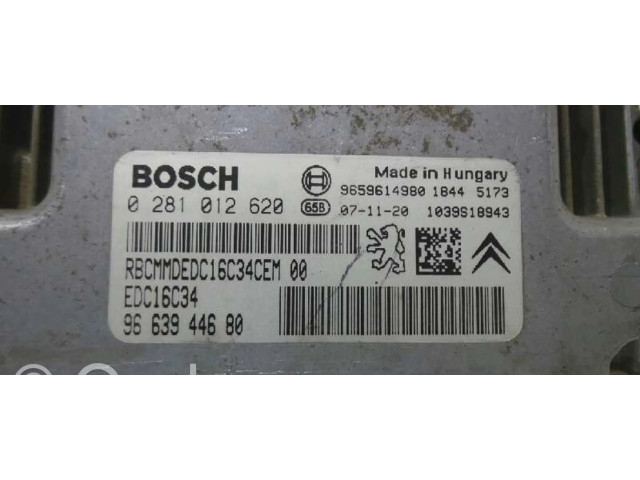 BOSCH
Made in Hungary
9659614980 1844 5173
0 281 012 620 65B 07-11-20 1039S18943
RBCMMDEDC16C34CEM 00
EDC16C34
96 639 446 80